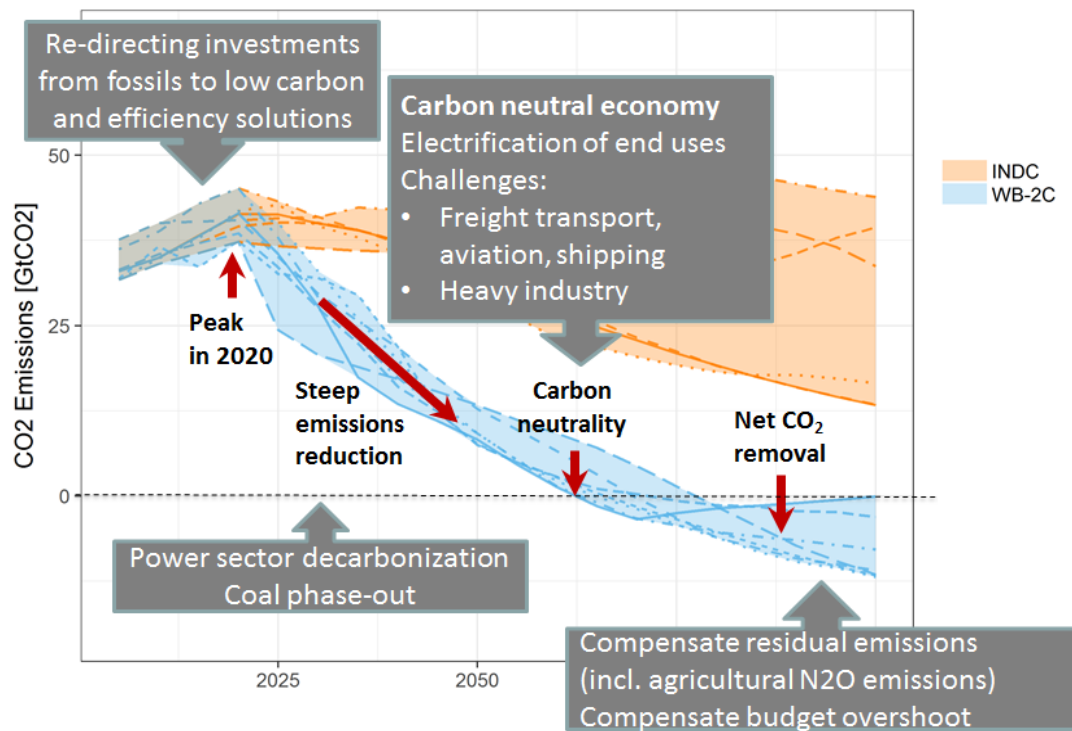 Re-directing investments
from fossils to low carbon
and efficiency solutions
Carbon neutral economy
Electrification of end uses
Challenges:
• Freight transport,
aviation, shipping
• Heavy industry
INDC
WB-2C
CO2 Emissions [GtCO2]
50
25
0
Peak
in 2020
Steep
emissions
reduction
Carbon
neutrality
Net CO₂
removal
Power sector decarbonization
Coal phase-out
Compensate residual emissions
(incl. agricultural N2O emissions)
Compensate budget overshoot
2025
2050